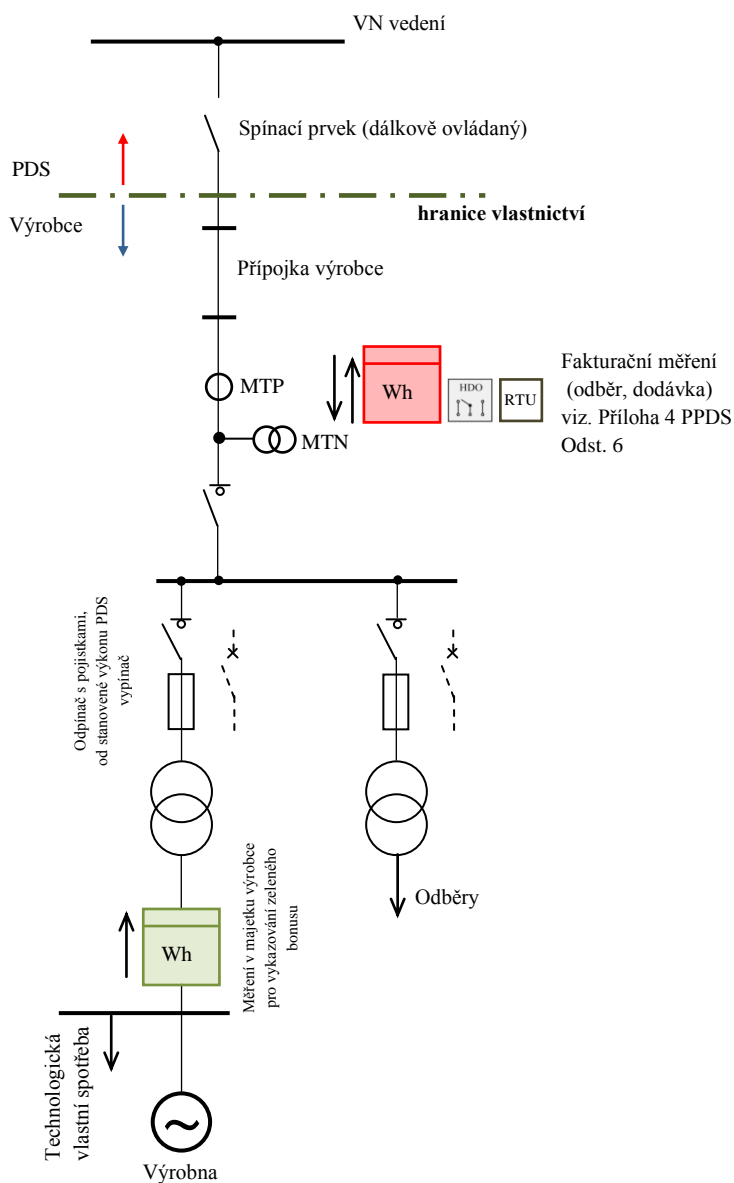 VN vedení
Spínací prvek (dálkově ovládaný)
PDS
hranice vlastnictví
Výrobce
Přípojka výrobce
MTP
Wh
HDO
RTU
Fakturační měření
(odběr, dodávka)
viz. Příloha 4 PPDS
Odst. 6
MTN
Odpínač s pojistkami,
od stanovené výkonu PDS
vypínač
Odběry
Wh
Měření v majetku výrobce
pro vykazování zeleného
bonusu
Technologická
vlastní spotřeba
~
Výrobna